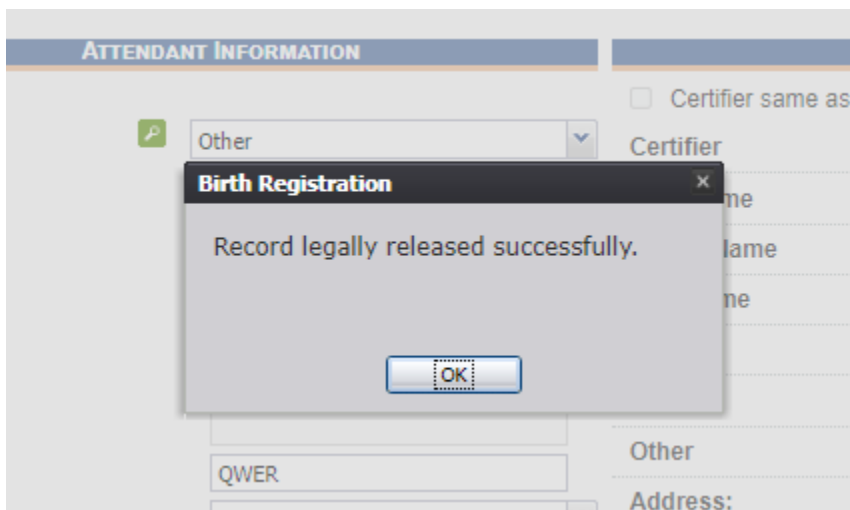 ATTENDANT INFORMATION
Certifier same as
Other
Certifier
Birth Registration
Record legally released successfully.
OK
QWER
Other
Address: